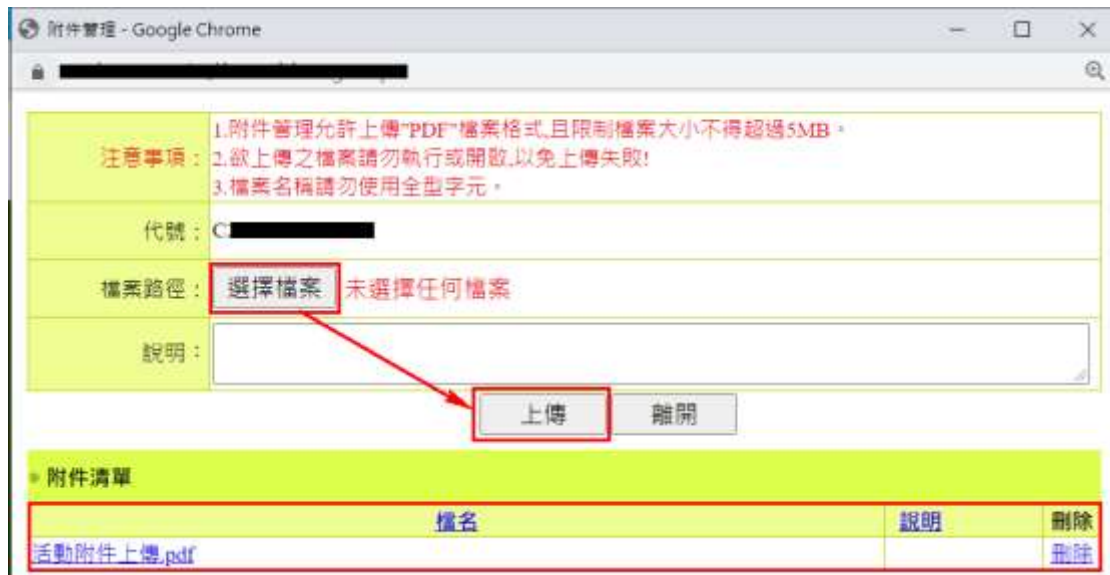 附件管理 - Google Chrome
1.附件管理允許上傳"PDF"檔案格式,且限制檔案大小不得超過5MB。
注意事項：2.欲上傳之檔案請勿執行或開啟,以免上傳失敗!
3.檔案名稱請勿使用全型字元。
代號：C
檔案路徑：選擇檔案 未選擇任何檔案
說明：
上傳 離開
附件清單
檔名 說明 刪除
活動附件上傳.pdf 刪除